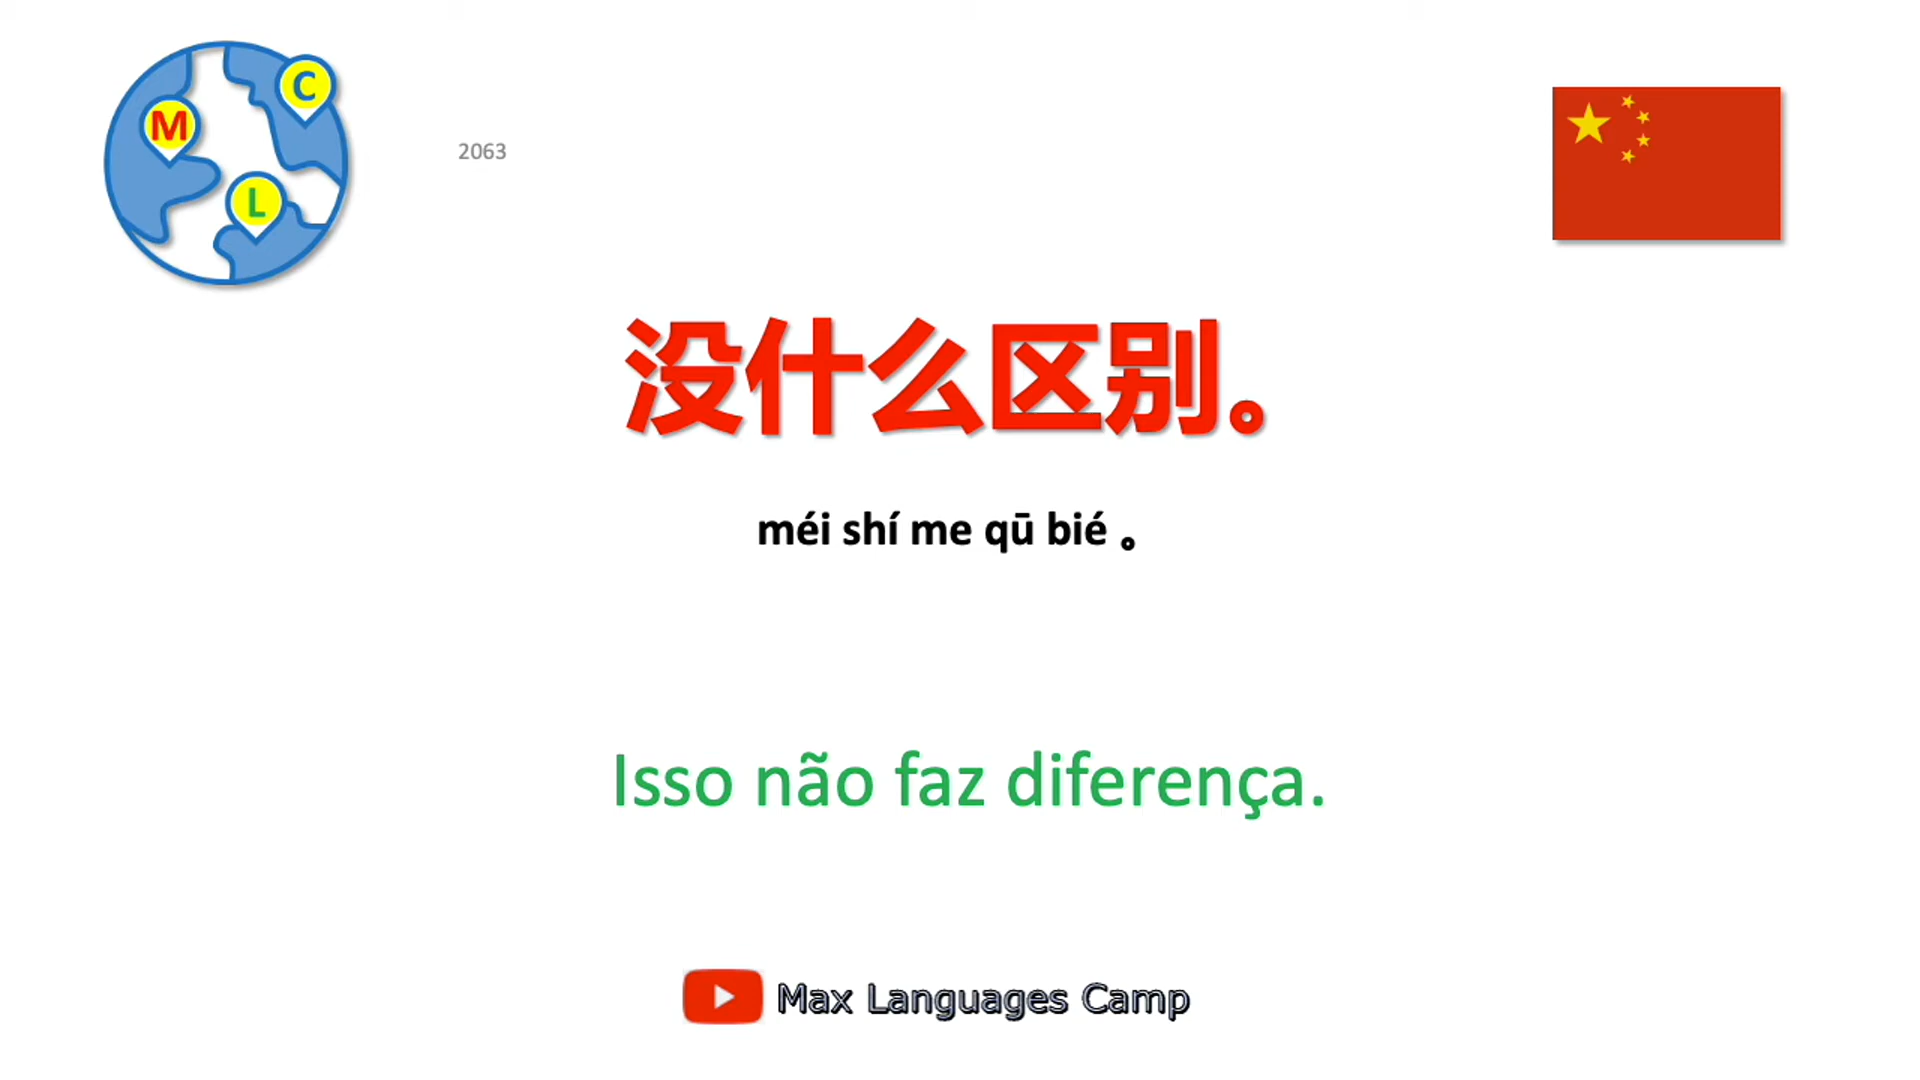 M
C
L
2063
没什么区别。
méi shí me qū bié 。
Isso não faz diferença.
Max Languages Camp